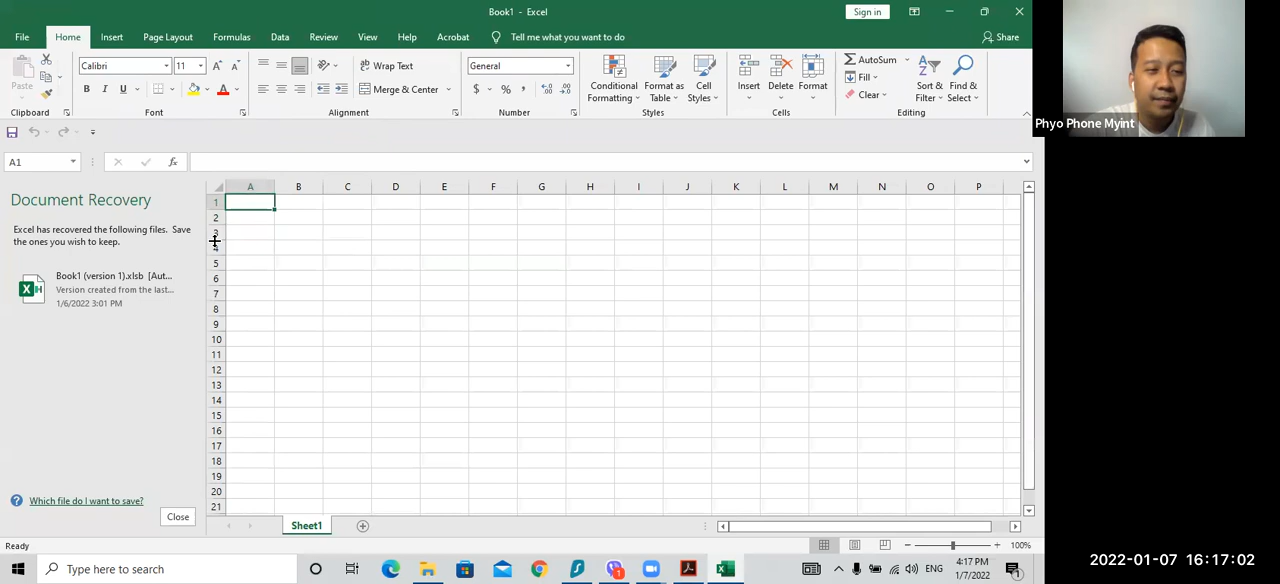 Book1 - Excel
Sign in
File Home Insert Page Layout Formulas Data Review View Help Acrobat Tell me what you want to do Share
Calibri 11 Wrap Text General AutoSum
Paste Fill
B I U Merge & Center $ % , Conditional Formatting Format as Table Cell Styles Insert Delete Format Clear Sort & Filter Find & Select
Clipboard Font Alignment Number Styles Cells Editing
Phyo Phone Myint
A1 fx
A B C D E F G H I J K L M N O P
Document Recovery
Excel has recovered the following files. Save
the ones you wish to keep.
Book1 (version 1).xlsb [Aut...
Version created from the last...
1/6/2022 3:01 PM
Which file do I want to save?
Close
1
2
3
4
5
6
7
8
9
10
11
12
13
14
15
16
17
18
19
20
21
Sheet1
Ready
100%
Type here to search
ENG
4:17 PM
1/7/2022
1
2022-01-07 16:17:02